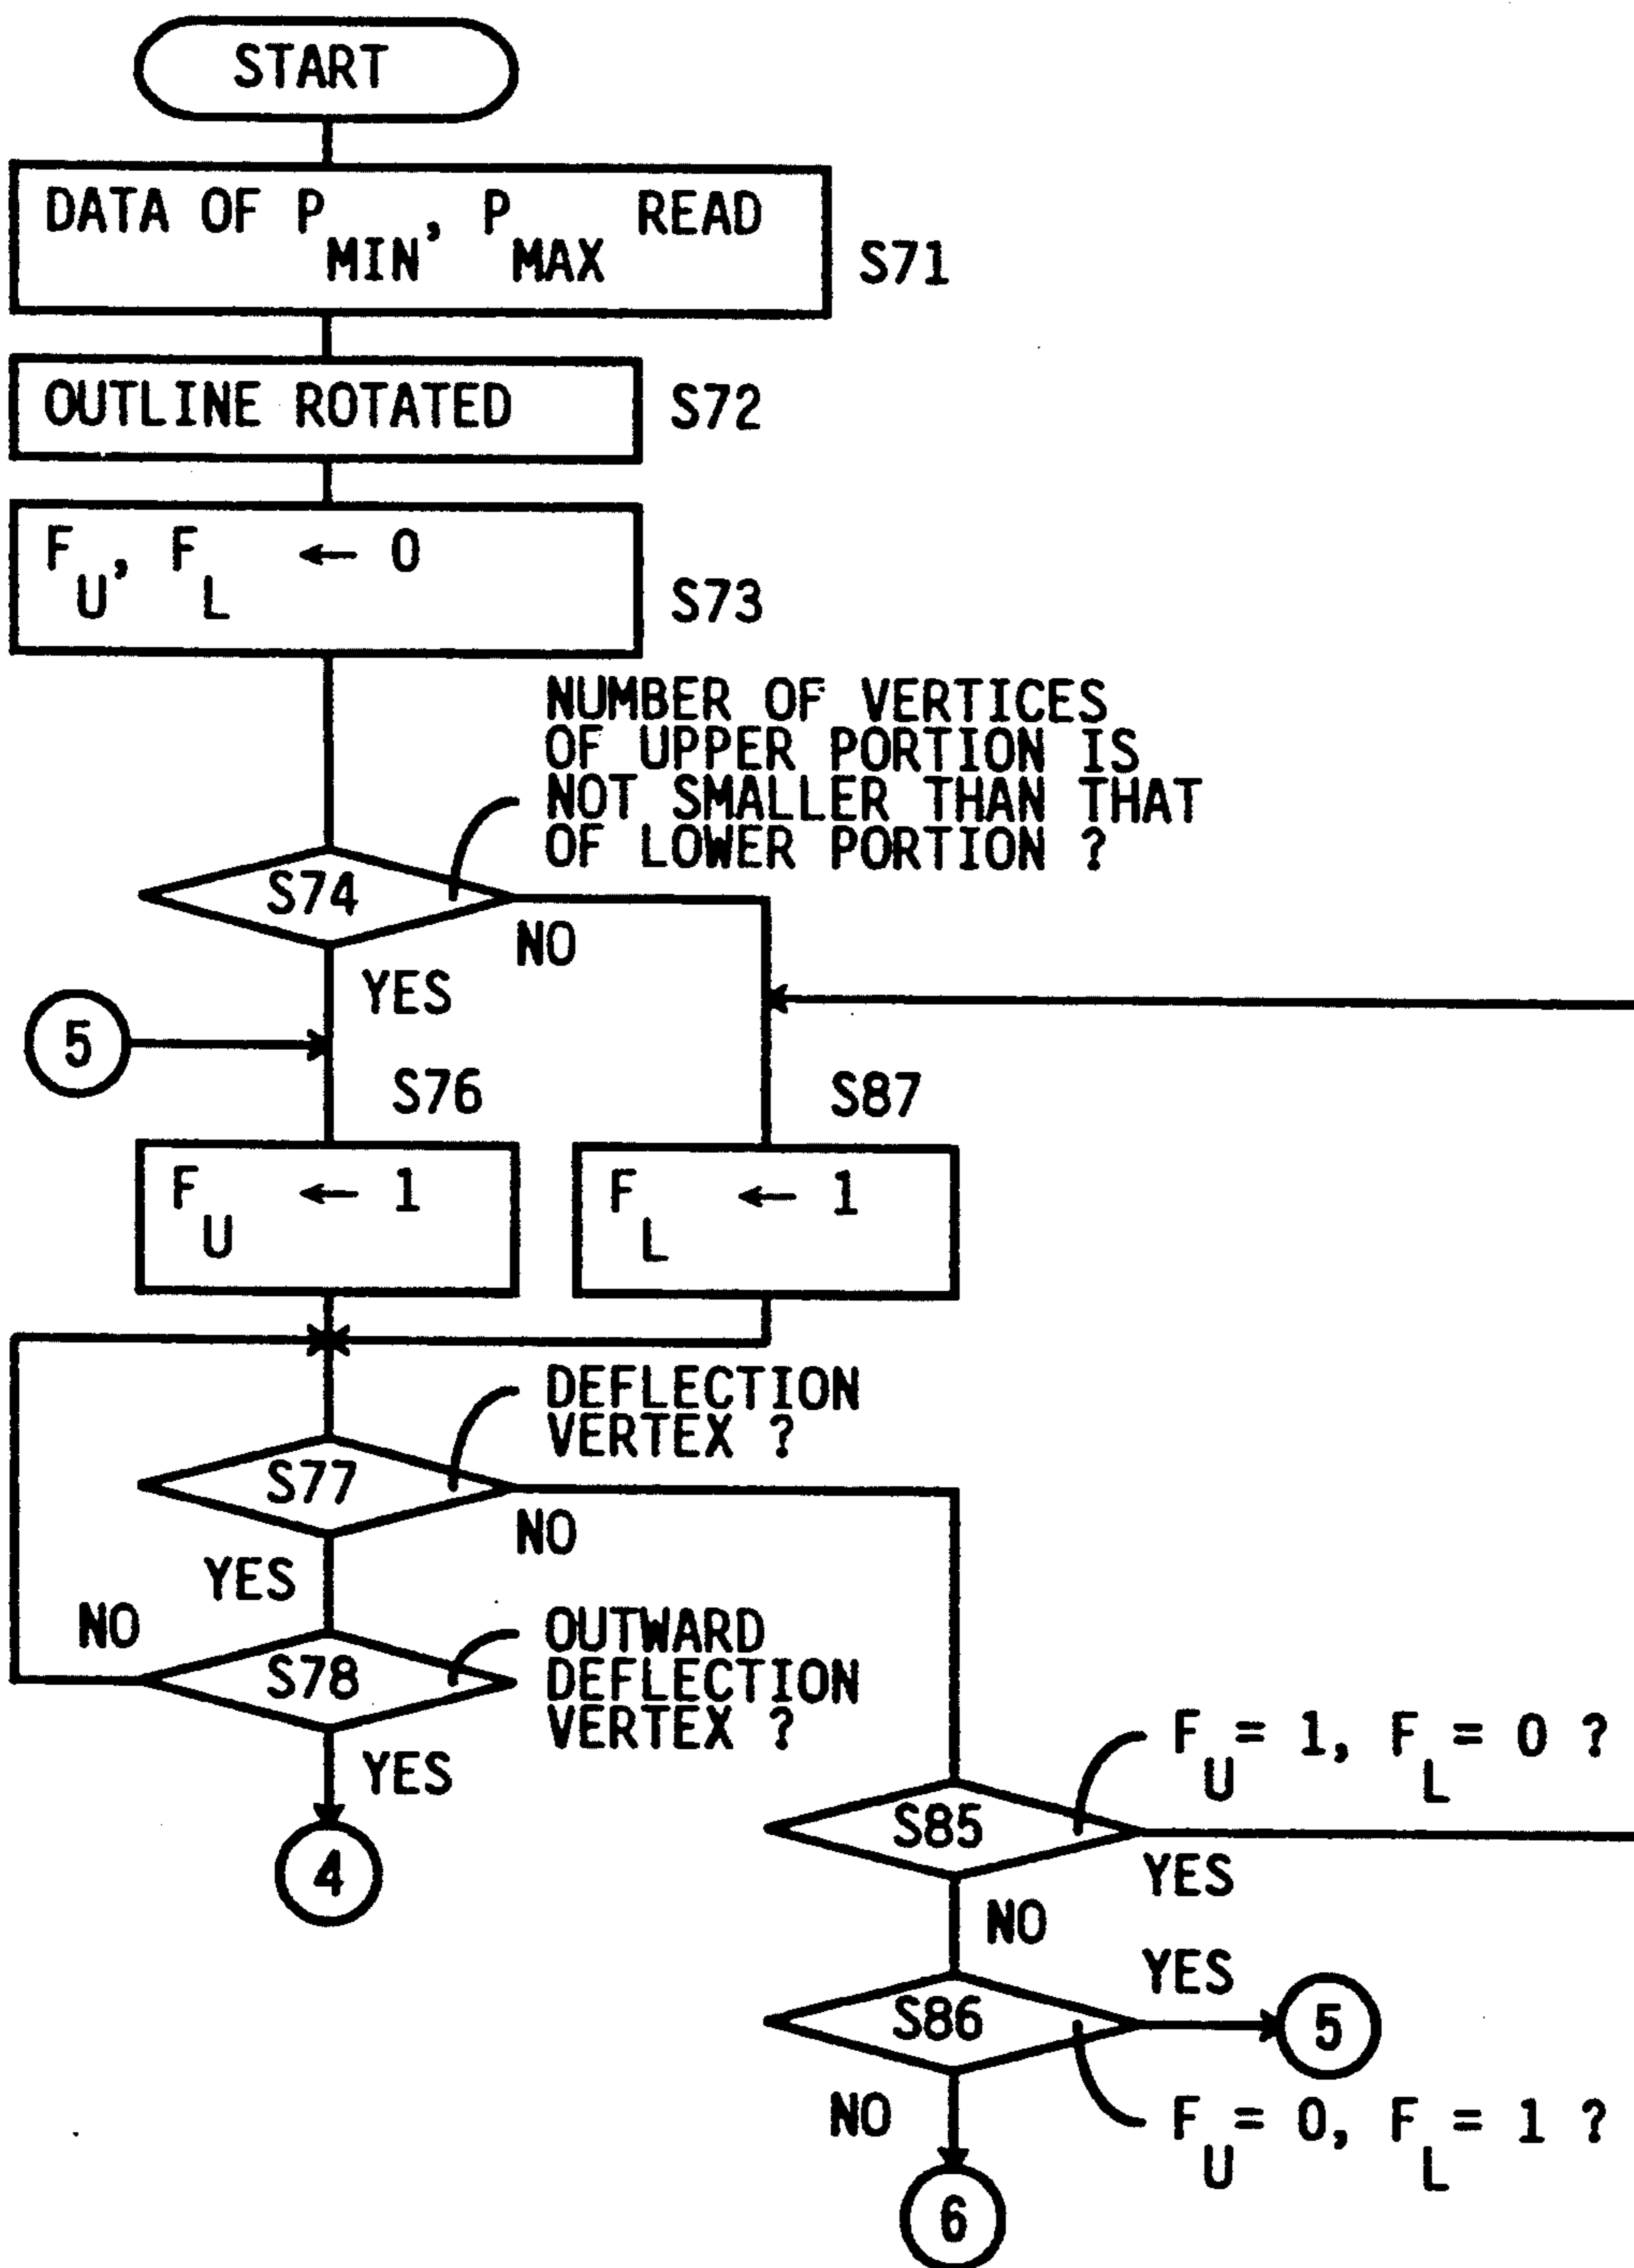 START
DATA OF P MIN, P MAX READ
S71
OUTLINE ROTATED
S72
F U, F L ← 0
S73
NUMBER OF VERTICES
OF UPPER PORTION IS
NOT SMALLER THAN THAT
OF LOWER PORTION ?
S74
NO
YES
5
S76
S87
F U ← 1
F L ← 1
DEFLECTION
VERTEX ?
S77
NO
YES
NO
OUTWARD
DEFLECTION
VERTEX ?
S78
YES
4
F U = 1, F L = 0 ?
S85
YES
NO
YES
S86
5
NO
F U = 0, F L = 1 ?
6